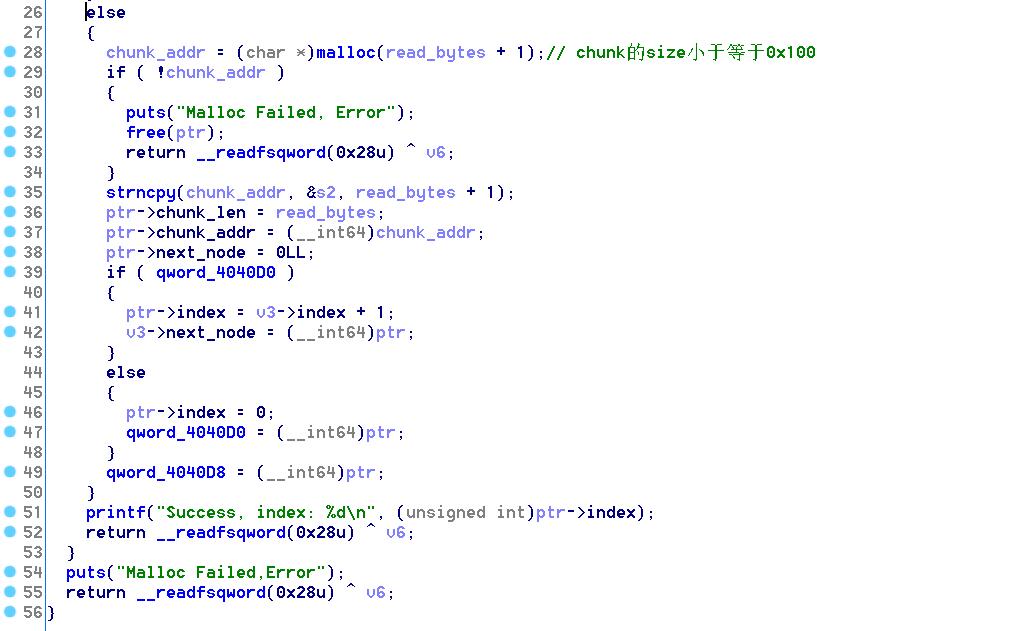 26 else
27 {
28 chunk_addr = (char *)malloc(read_bytes + 1);// chunk的size小于等于0x100
29 if ( !chunk_addr )
30 {
31 puts("Malloc Failed, Error");
32 free(ptr);
33 return __readfsqword(0x28u) ^ v6;
34 }
35 strncpy(chunk_addr, &s2, read_bytes + 1);
36 ptr->chunk_len = read_bytes;
37 ptr->chunk_addr = (__int64)chunk_addr;
38 ptr->next_node = 0LL;
39 if ( qword_4040D0 )
40 {
41 ptr->index = v3->index + 1;
42 v3->next_node = (__int64)ptr;
43 }
44 else
45 {
46 ptr->index = 0;
47 qword_4040D0 = (__int64)ptr;
48 }
49 qword_4040D8 = (__int64)ptr;
50 }
51 printf("Success, index: %d\n", (unsigned int)ptr->index);
52 return __readfsqword(0x28u) ^ v6;
53 }
54 puts("Malloc Failed,Error");
55 return __readfsqword(0x28u) ^ v6;
56 }